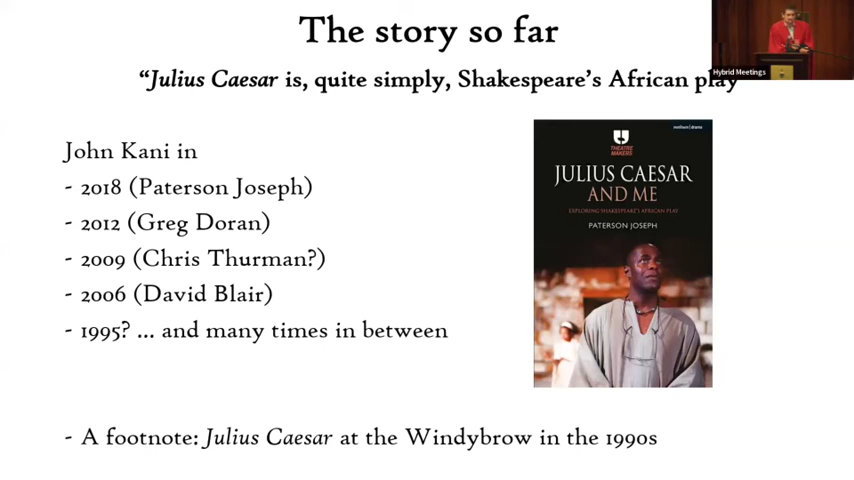 The story so far
Hybrid Meetings
"Julius Caesar is, quite simply, Shakespeare's African play
John Kani in
- 2018 (Paterson Joseph)
- 2012 (Greg Doran)
- 2009 (Chris Thurman?)
- 2006 (David Blair)
- 1995? ... and many times in between
- A footnote: Julius Caesar at the Windybrow in the 1990s
methuen | drama
THEATRE
MAKERS
JULIUS CAESAR
AND ME
EXPLORING SHAKESPEARE'S AFRICAN PLAY
PATERSON JOSEPH